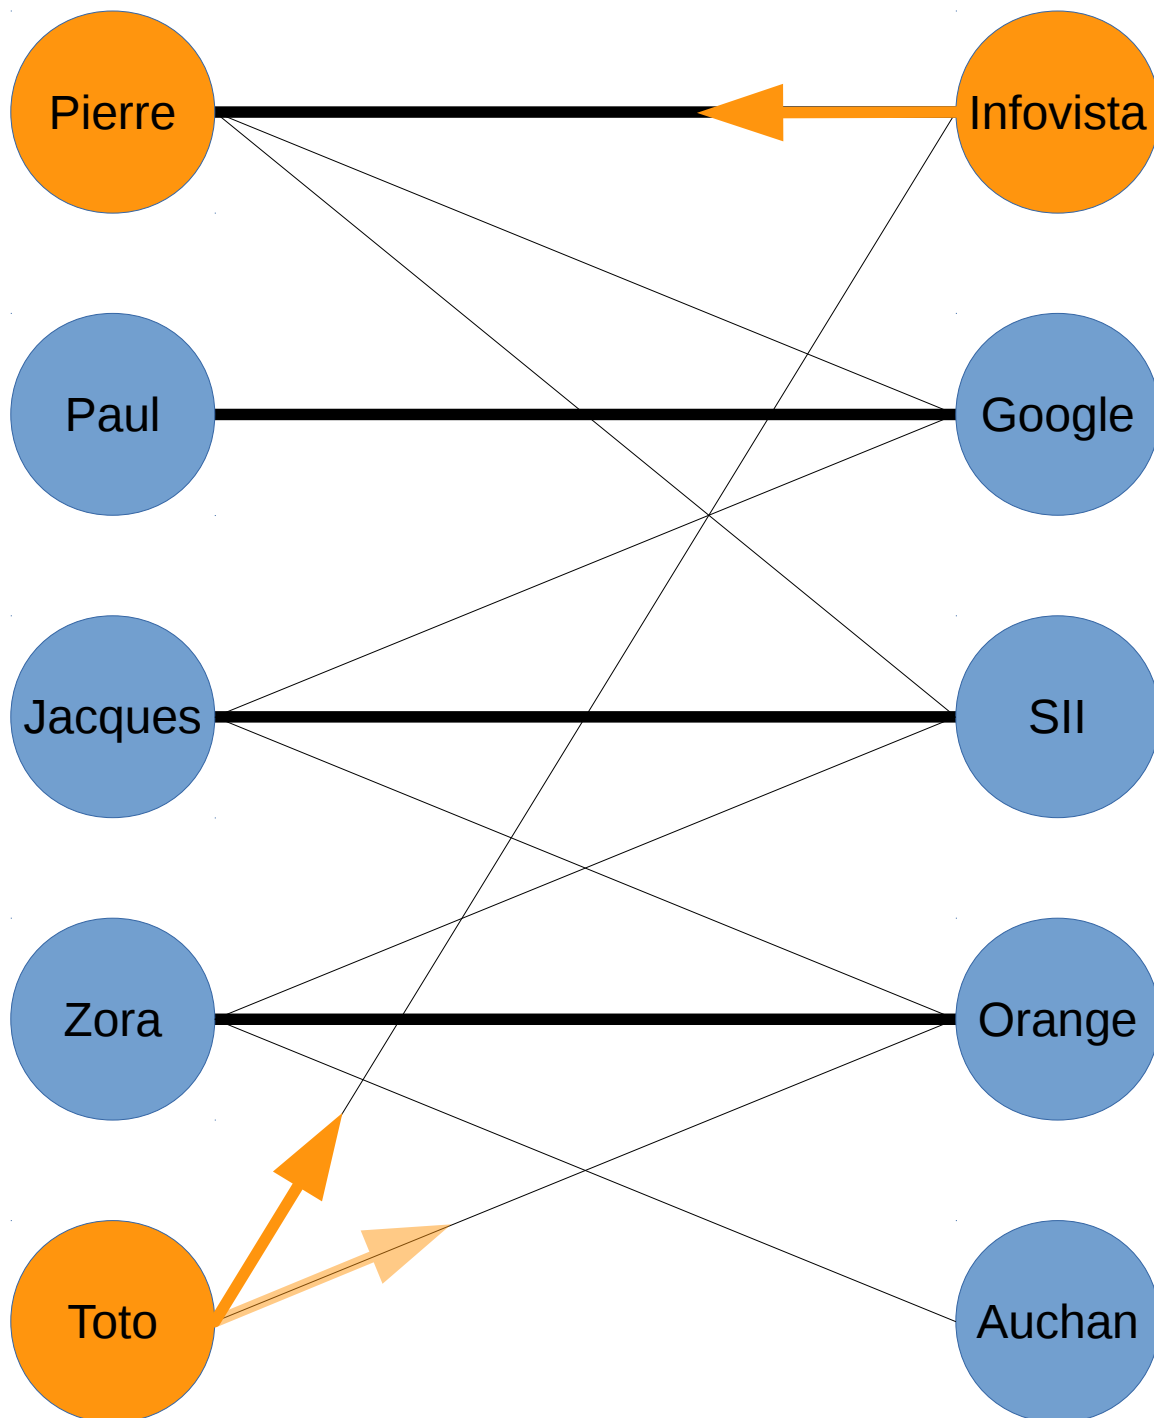 Pierre
Infovista
Paul
Google
Jacques
SII
Zora
Orange
Toto
Auchan